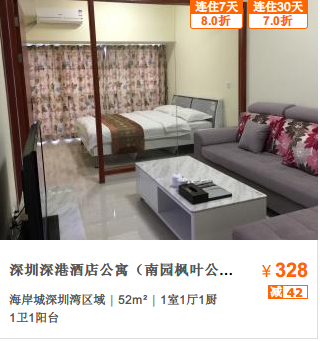 连住7天 连住30天
8.0折 7.0折
深圳深港酒店公寓（南园枫叶公... ¥328
减 42
海岸城深圳湾区域 | 52m² | 1室1厅1厨
1卫1阳台